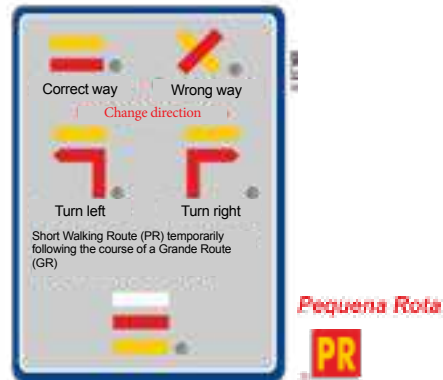 Correct way
Wrong way
Change direction
Turn left
Turn right
Short Walking Route (PR) temporarily
following the course of a Grande Route
(GR)
Pequena Rota
PR